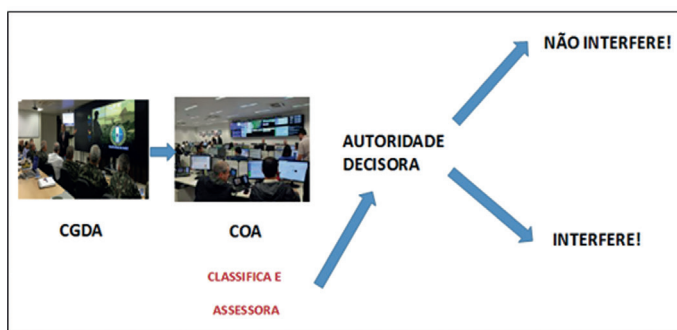 NÃO INTERFERE!
AUTORIDADE
DECISORA
CGDA
COA
INTERFERE!
CLASSIFICA E
ASSESSORA